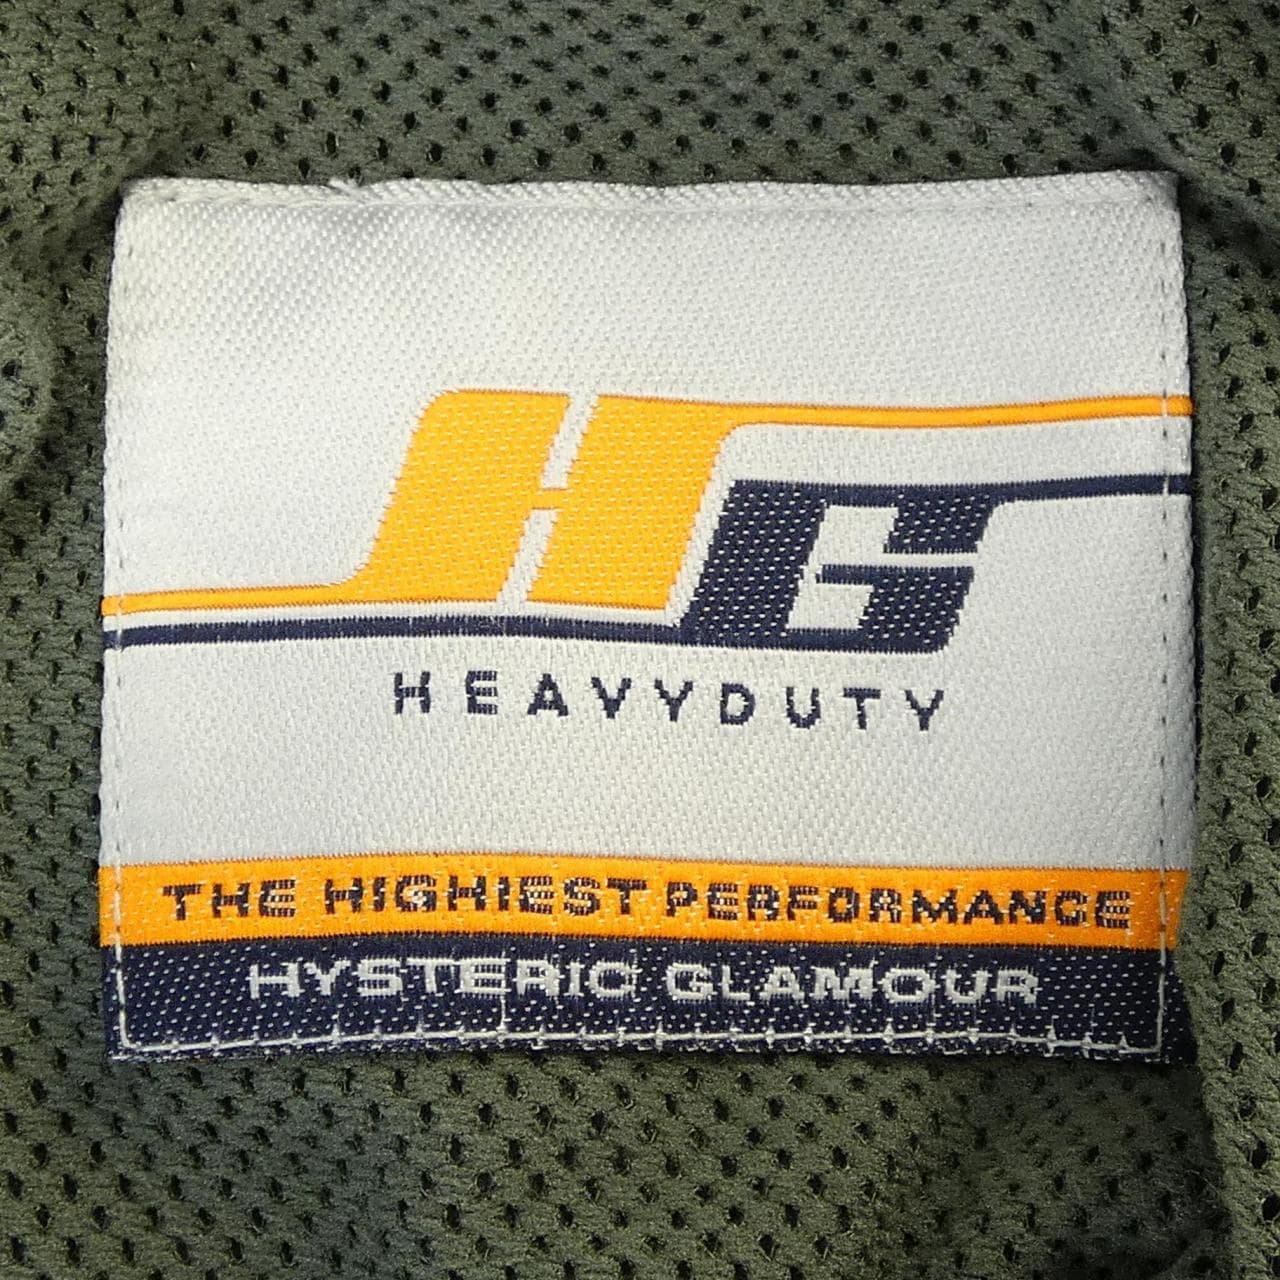 HG
HEAVYDUTY
THE HIGHIEST PERFORMANCE
HYSTERIC GLAMOUR